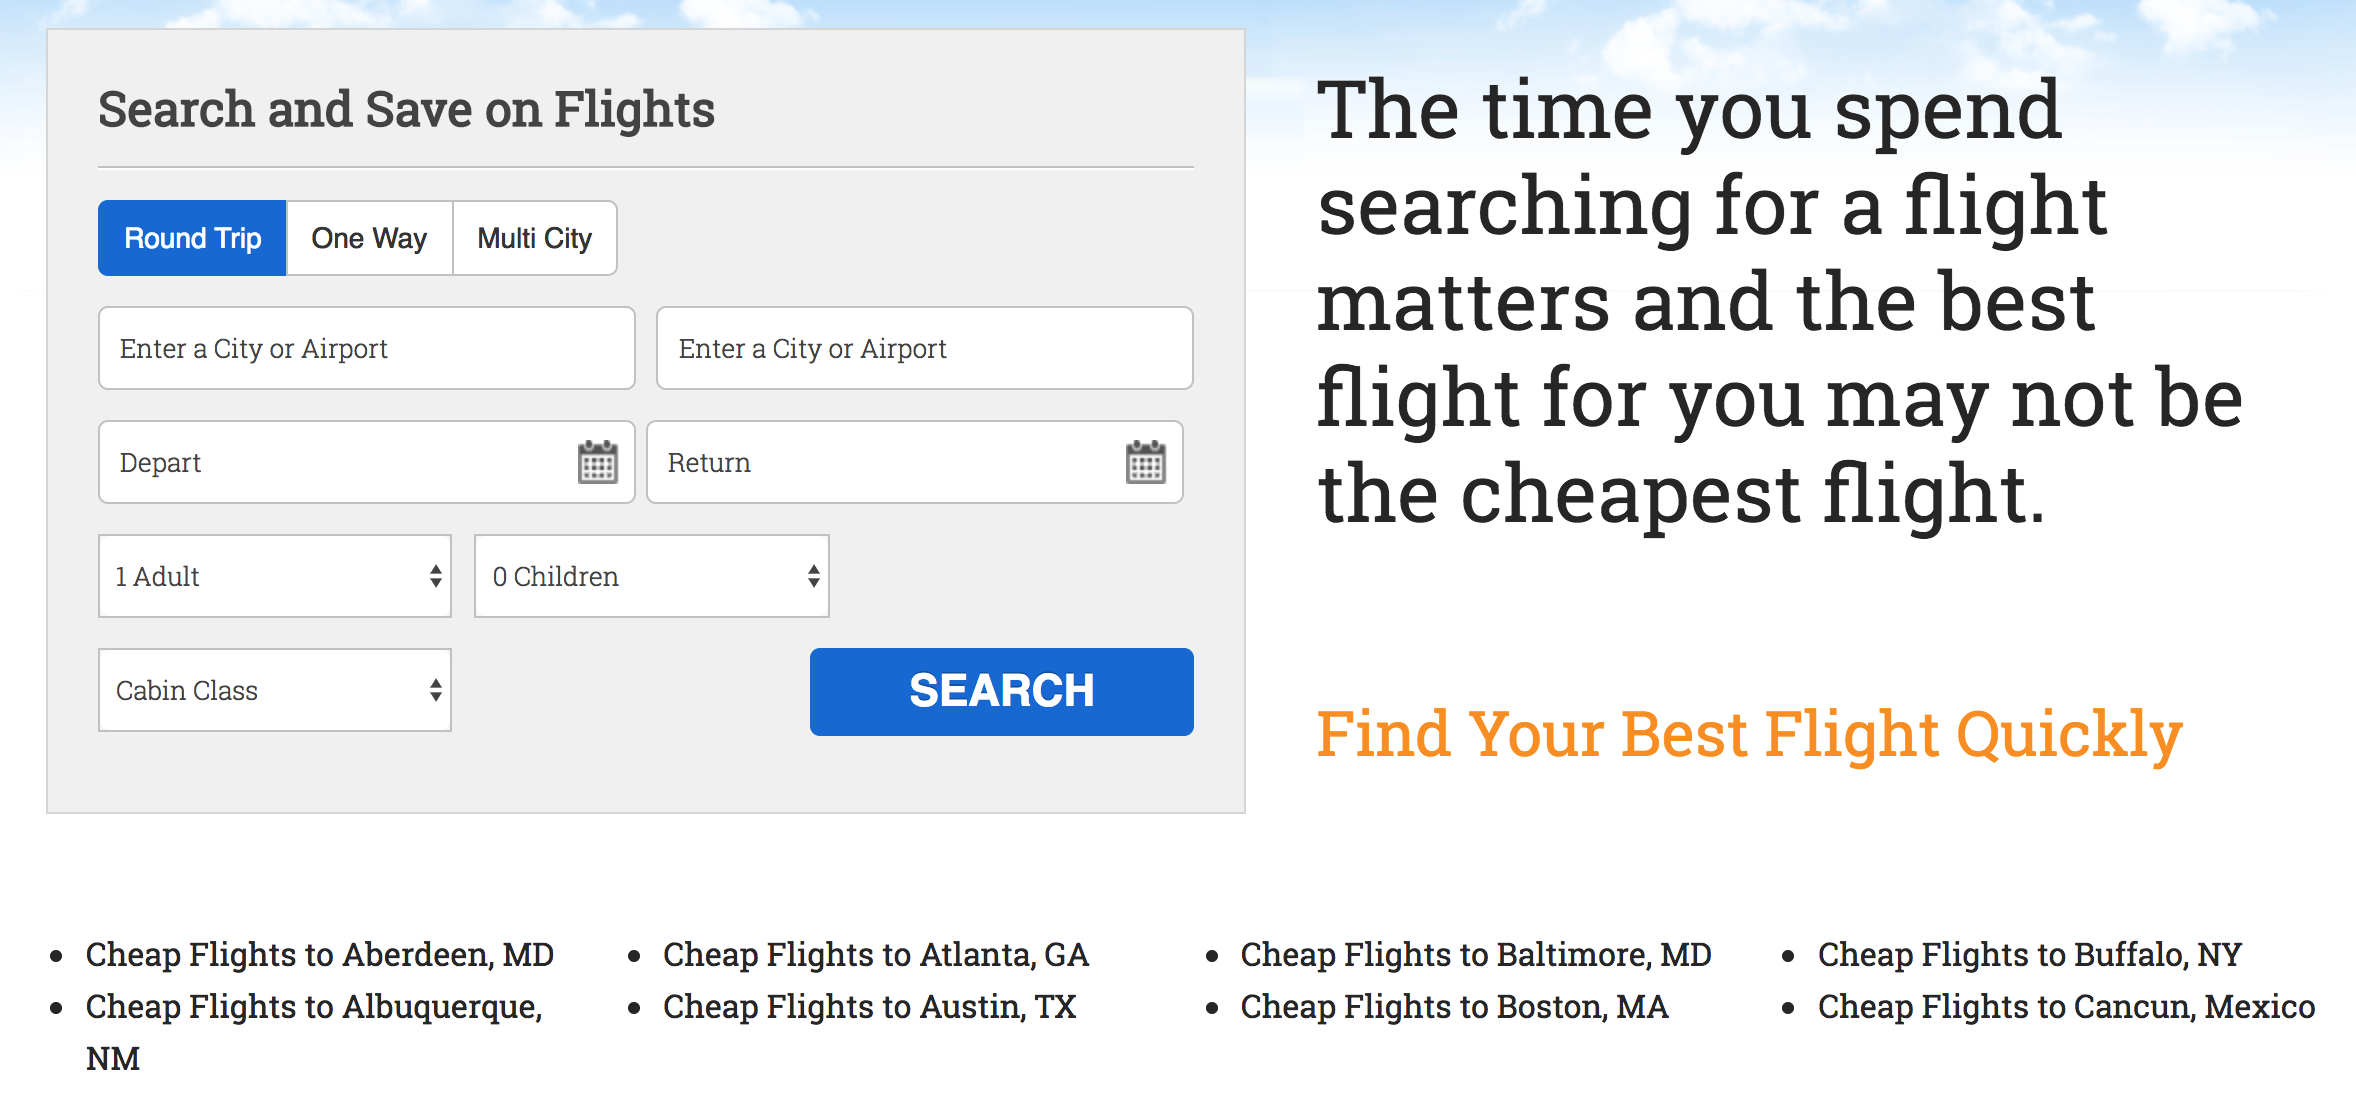 Search and Save on Flights
Round Trip One Way Multi City
Enter a City or Airport Enter a City or Airport
Depart Return
1 Adult 0 Children
Cabin Class SEARCH
The time you spend
searching for a flight
matters and the best
flight for you may not be
the cheapest flight.
Find Your Best Flight Quickly
Cheap Flights to Aberdeen, MD
Cheap Flights to Albuquerque,
NM
Cheap Flights to Atlanta, GA
Cheap Flights to Austin, TX
Cheap Flights to Baltimore, MD
Cheap Flights to Boston, MA
Cheap Flights to Buffalo, NY
Cheap Flights to Cancun, Mexico